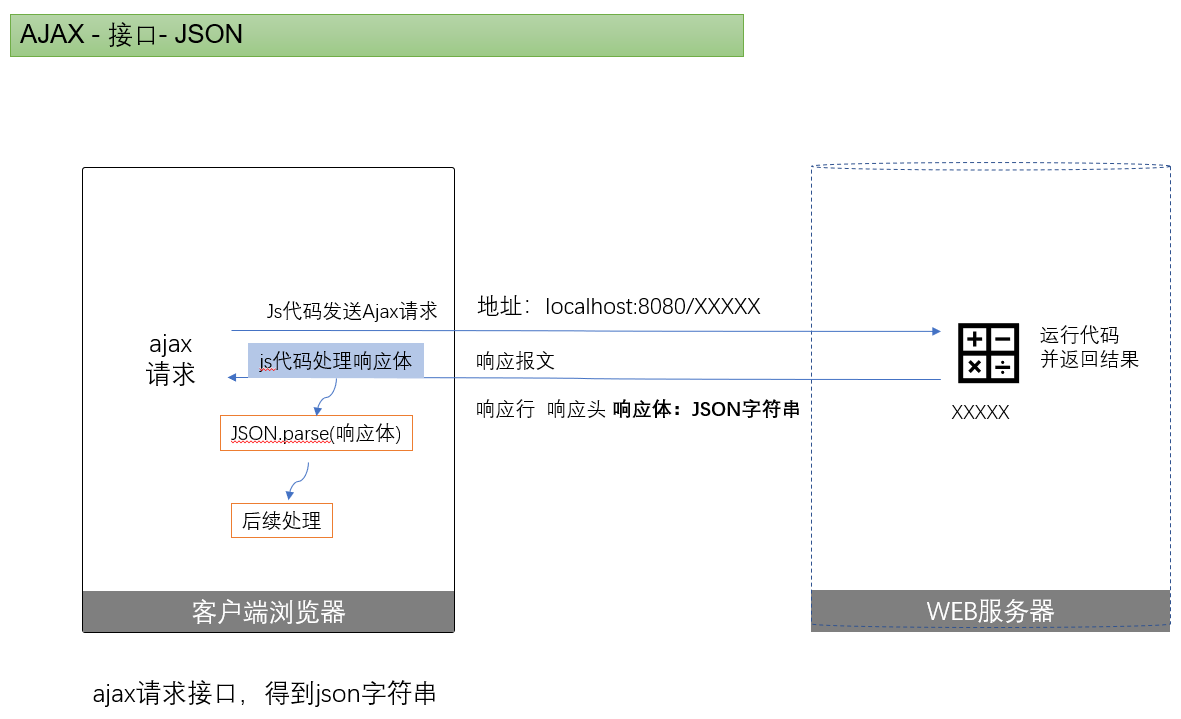 AJAX - 接口- JSON
Js代码发送Ajax请求
地址：localhost:8080/XXXXX
ajax
请求
js代码处理响应体
响应报文
运行代码
并返回结果
响应行 响应头 响应体：JSON字符串
XXXXX
JSON.parse(响应体)
后续处理
客户端浏览器
WEB服务器
ajax请求接口，得到json字符串